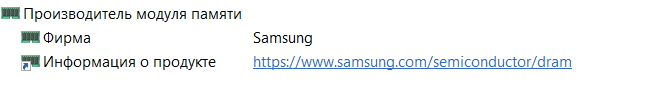 Производитель модуля памяти
Фирма Samsung
Информация о продукте https://www.samsung.com/semiconductor/dram